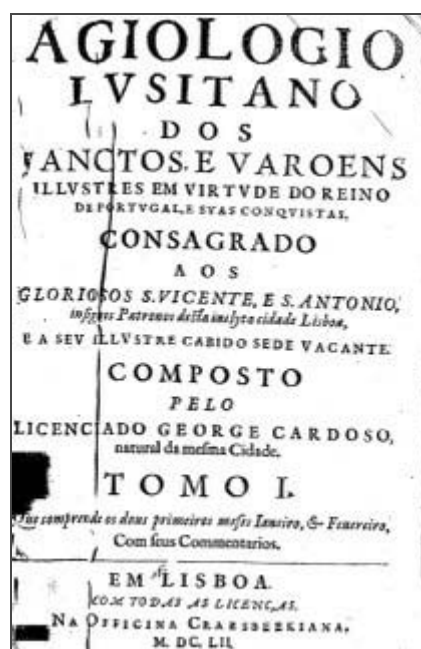 AGIOLOGIO
LVSITANO
DOS
SANCTOS, E VAROENS
ILLVSTRES EM VIRTVDE DO REINO
DE PORTVGAL, E SVAS CONQVISTAS.
CONSAGRADO
AOS
GLORIOSOS S. VICENTE, E S. ANTONIO,
insignes Patronos desta inclyta cidade Lisboa,
E A SEV ILLVSTRE CABIDO SEDE VACANTE.
COMPOSTO
PELO
LICENCIADO GEORGE CARDOSO,
natural da mesma Cidade.
TOMO I.
Que comprende os dous primeiros meses Ianeiro, & Feuereiro,
Com seus Commentarios.
EM LISBOA.
COM TODAS AS LICENÇAS.
NA OFFICINA CRAESBEEKIANA.
M. DC. LII.